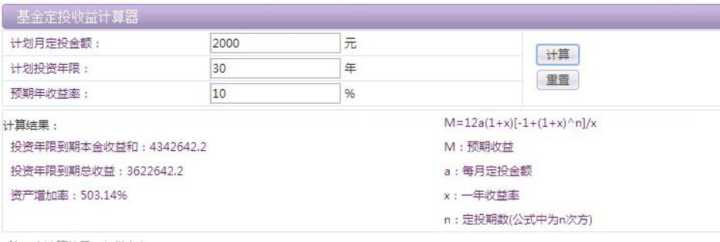 基金定投收益计算器
计划月定投金额： 2000 元
计划投资年限： 30 年
预期年收益率： 10 %
计算
重置
计算结果：
投资年限到期本金收益和：4342642.2
投资年限到期总收益：3622642.2
资产增加率：503.14%
M=12a(1+x)[-1+(1+x)^n]/x
M：预期收益
a：每月定投金额
x：一年收益率
n：定投期数(公式中为n次方)